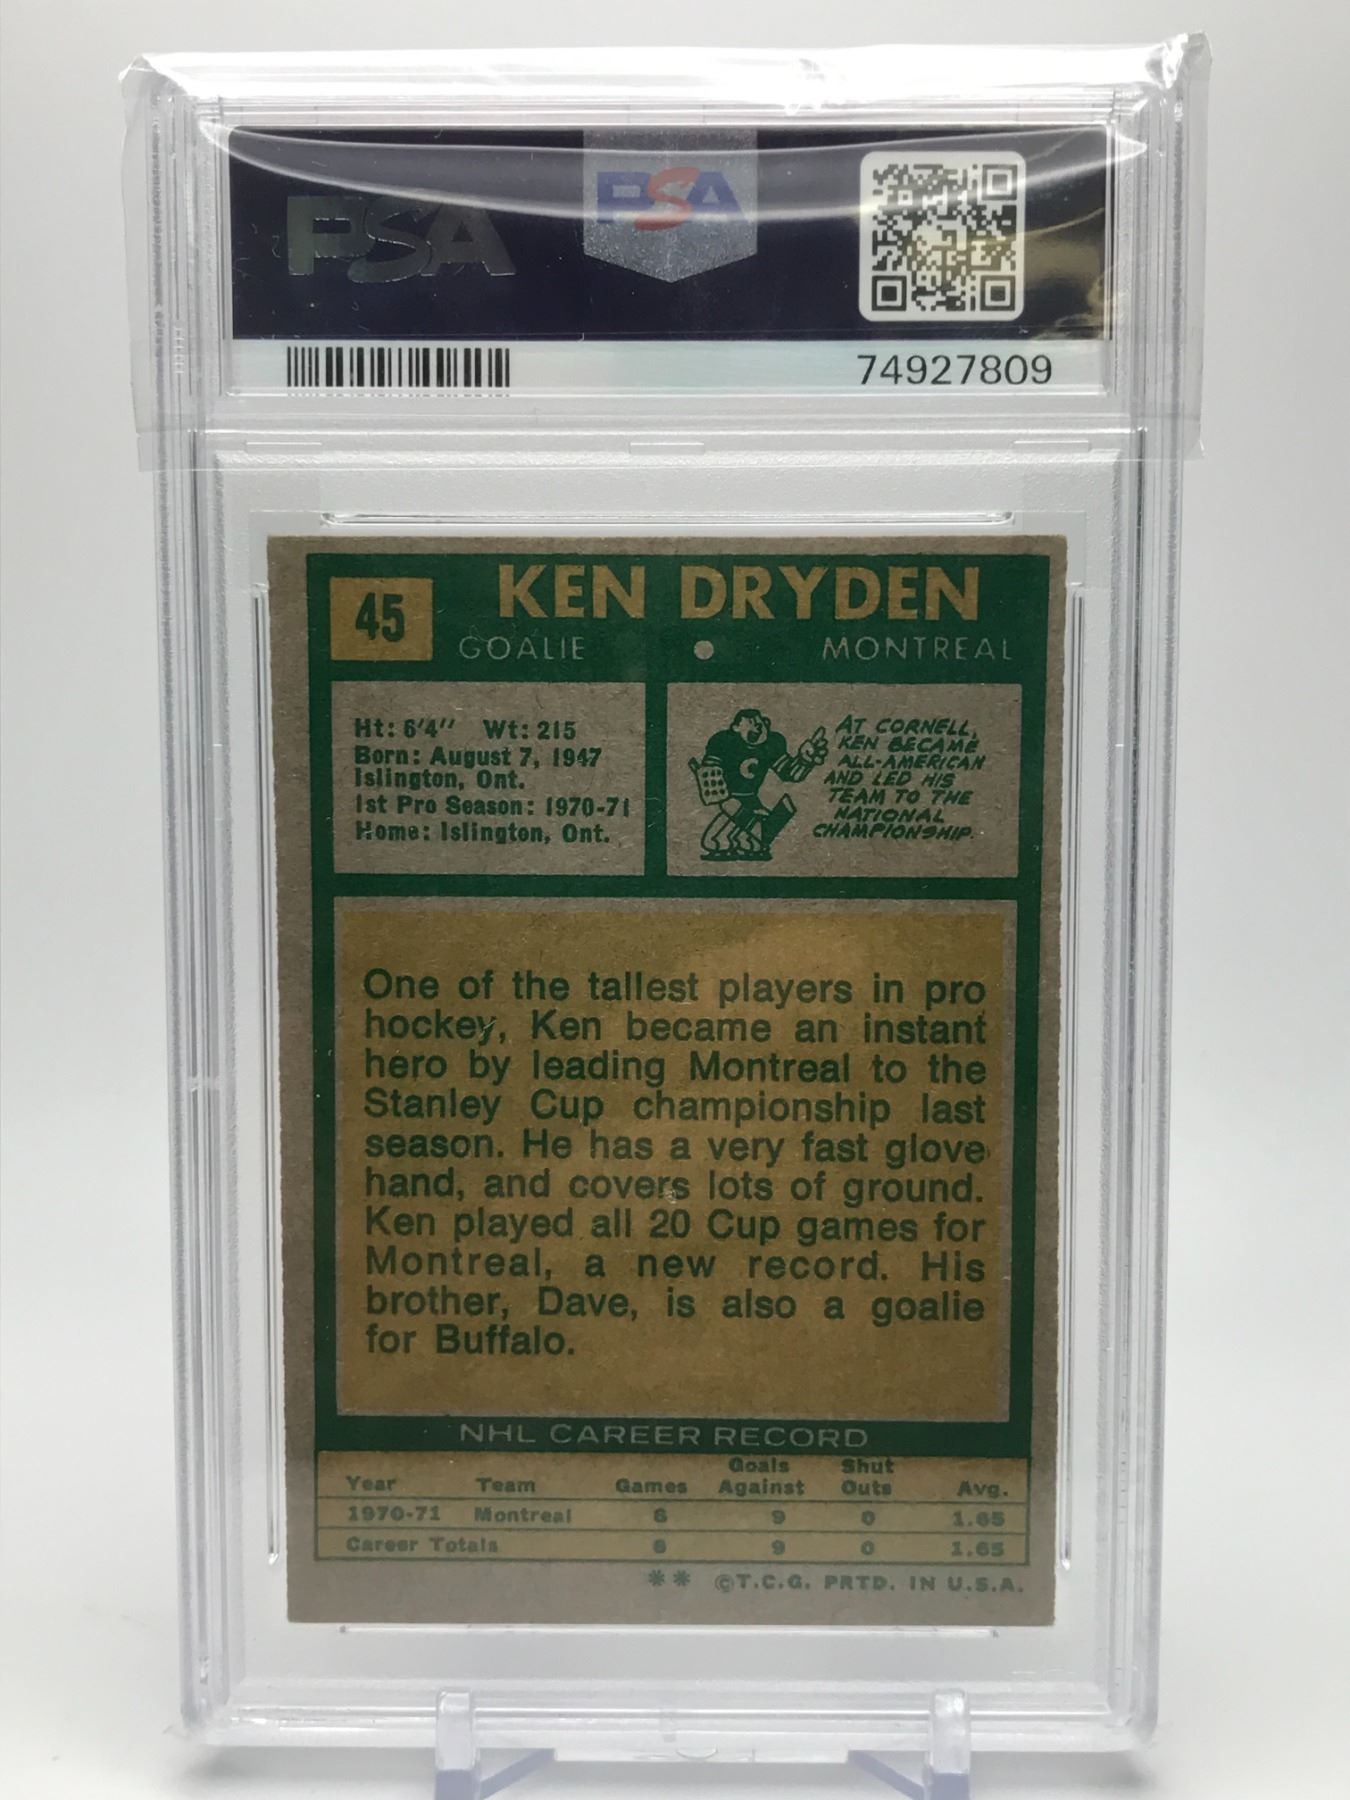 PSA
PSA
74927809
45
KEN DRYDEN
GOALIE • MONTREAL
Ht: 6'4" Wt: 215
Born: August 7, 1947
Islington, Ont.
1st Pro Season: 1970-71
Home: Islington, Ont.
AT CORNELL,
KEN BECAME
ALL-AMERICAN
AND LED HIS
TEAM TO THE
NATIONAL
CHAMPIONSHIP.
C
One of the tallest players in pro
hockey, Ken became an instant
hero by leading Montreal to the
Stanley Cup championship last
season. He has a very fast glove
hand, and covers lots of ground.
Ken played all 20 Cup games for
Montreal, a new record. His
brother, Dave, is also a goalie
for Buffalo.
NHL CAREER RECORD
Year Team Games Goals Against Shut Outs Avg.
1970-71 Montreal 6 9 0 1.65
Career Totals 6 9 0 1.65
** ©T.C.G. PRTD. IN U.S.A.